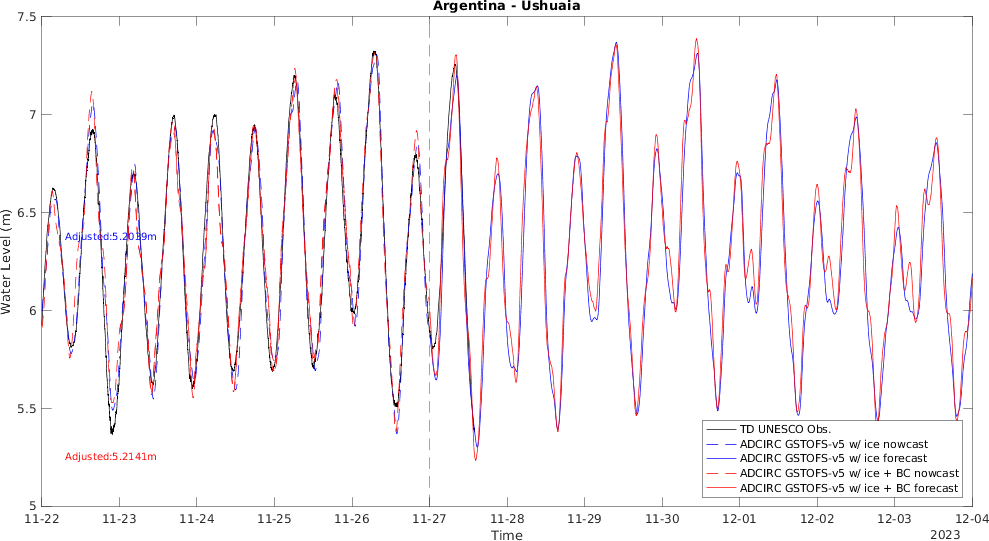 Argentina - Ushuaia
7.5
7
6.5
6
5.5
5
Water Level (m)
Adjusted:5.2039m
Adjusted:5.2141m
TD UNESCO Obs.
ADCIRC GSTOFS-v5 w/ ice nowcast
ADCIRC GSTOFS-v5 w/ ice forecast
ADCIRC GSTOFS-v5 w/ ice + BC nowcast
ADCIRC GSTOFS-v5 w/ ice + BC forecast
11-22 11-23 11-24 11-25 11-26 11-27 11-28 11-29 11-30 12-01 12-02 12-03 12-04
Time
2023